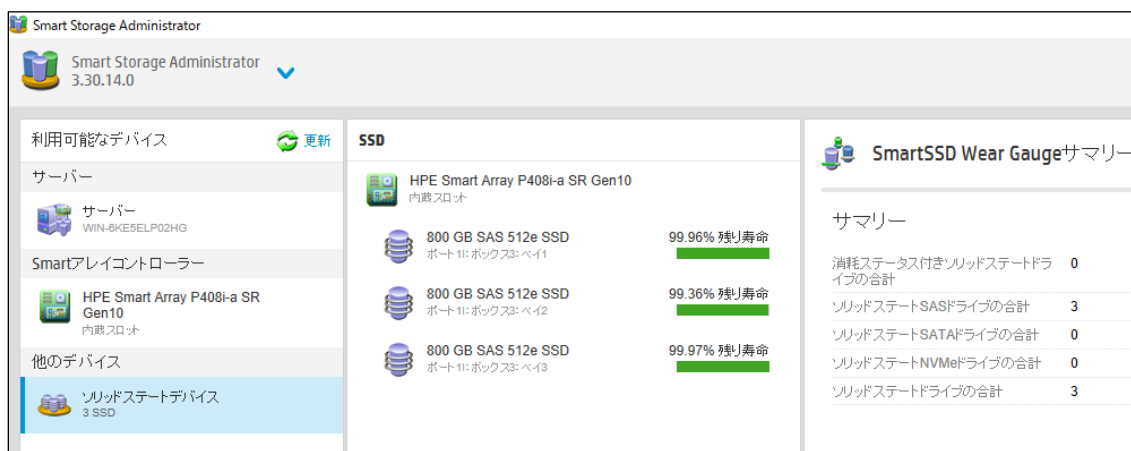 Smart Storage Administrator
Smart Storage Administrator
3.30.14.0
利用可能なデバイス
更新
サーバー
サーバー
WIN-6KE5ELP02HG
Smartアレイコントローラー
HPE Smart Array P408i-a SR
Gen10
内蔵スロット
他のデバイス
ソリッドステートデバイス
3 SSD
SSD
HPE Smart Array P408i-a SR Gen10
内蔵スロット
800 GB SAS 512e SSD
99.96% 残り寿命
ポート1I:ボックス3:ベイ1
800 GB SAS 512e SSD
99.36% 残り寿命
ポート1I:ボックス3:ベイ2
800 GB SAS 512e SSD
99.97% 残り寿命
ポート1I:ボックス3:ベイ3
SmartSSD Wear Gaugeサマリー
サマリー
消耗ステータス付きソリッドステートドラ 0
イブの合計
ソリッドステートSASドライブの合計 3
ソリッドステートSATAドライブの合計 0
ソリッドステートNVMeドライブの合計 0
ソリッドステートドライブの合計 3